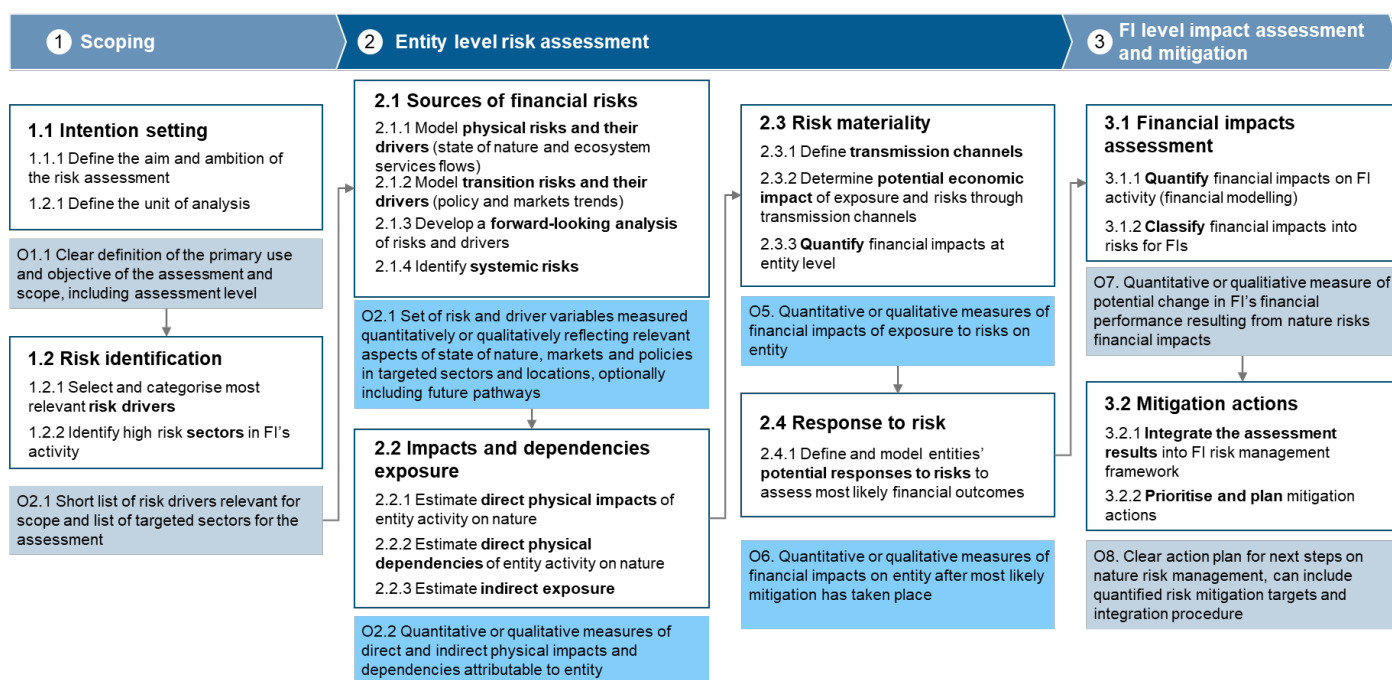 1 Scoping
2 Entity level risk assessment
3 FI level impact assessment
and mitigation
1.1 Intention setting
1.1.1 Define the aim and ambition of
the risk assessment
1.2.1 Define the unit of analysis
O1.1 Clear definition of the primary use
and objective of the assessment and
scope, including assessment level
1.2 Risk identification
1.2.1 Select and categorise most
relevant risk drivers
1.2.2 Identify high risk sectors in FI's
activity
O2.1 Short list of risk drivers relevant for
scope and list of targeted sectors for the
assessment
2.1 Sources of financial risks
2.1.1 Model physical risks and their
drivers (state of nature and ecosystem
services flows)
2.1.2 Model transition risks and their
drivers (policy and markets trends)
2.1.3 Develop a forward-looking analysis
of risks and drivers
2.1.4 Identify systemic risks
O2.1 Set of risk and driver variables measured
quantitatively or qualitatively reflecting relevant
aspects of state of nature, markets and policies
in targeted sectors and locations, optionally
including future pathways
2.2 Impacts and dependencies
exposure
2.2.1 Estimate direct physical impacts of
entity activity on nature
2.2.2 Estimate direct physical
dependencies of entity activity on nature
2.2.3 Estimate indirect exposure
O2.2 Quantitative or qualitative measures of
direct and indirect physical impacts and
dependencies attributable to entity
2.3 Risk materiality
2.3.1 Define transmission channels
2.3.2 Determine potential economic
impact of exposure and risks through
transmission channels
2.3.3 Quantify financial impacts at
entity level
O5. Quantitative or qualitative measures of
financial impacts of exposure to risks on
entity
2.4 Response to risk
2.4.1 Define and model entities'
potential responses to risks to
assess most likely financial outcomes
O6. Quantitative or qualitative measures of
financial impacts on entity after most likely
mitigation has taken place
3.1 Financial impacts
assessment
3.1.1 Quantify financial impacts on FI
activity (financial modelling)
3.1.2 Classify financial impacts into
risks for FIs
O7. Quantitative or qualitiative measure of
potential change in FI's financial
performance resulting from nature risks
financial impacts
3.2 Mitigation actions
3.2.1 Integrate the assessment
results into FI risk management
framework
3.2.2 Prioritise and plan mitigation
actions
O8. Clear action plan for next steps on
nature risk management, can include
quantified risk mitigation targets and
integration procedure